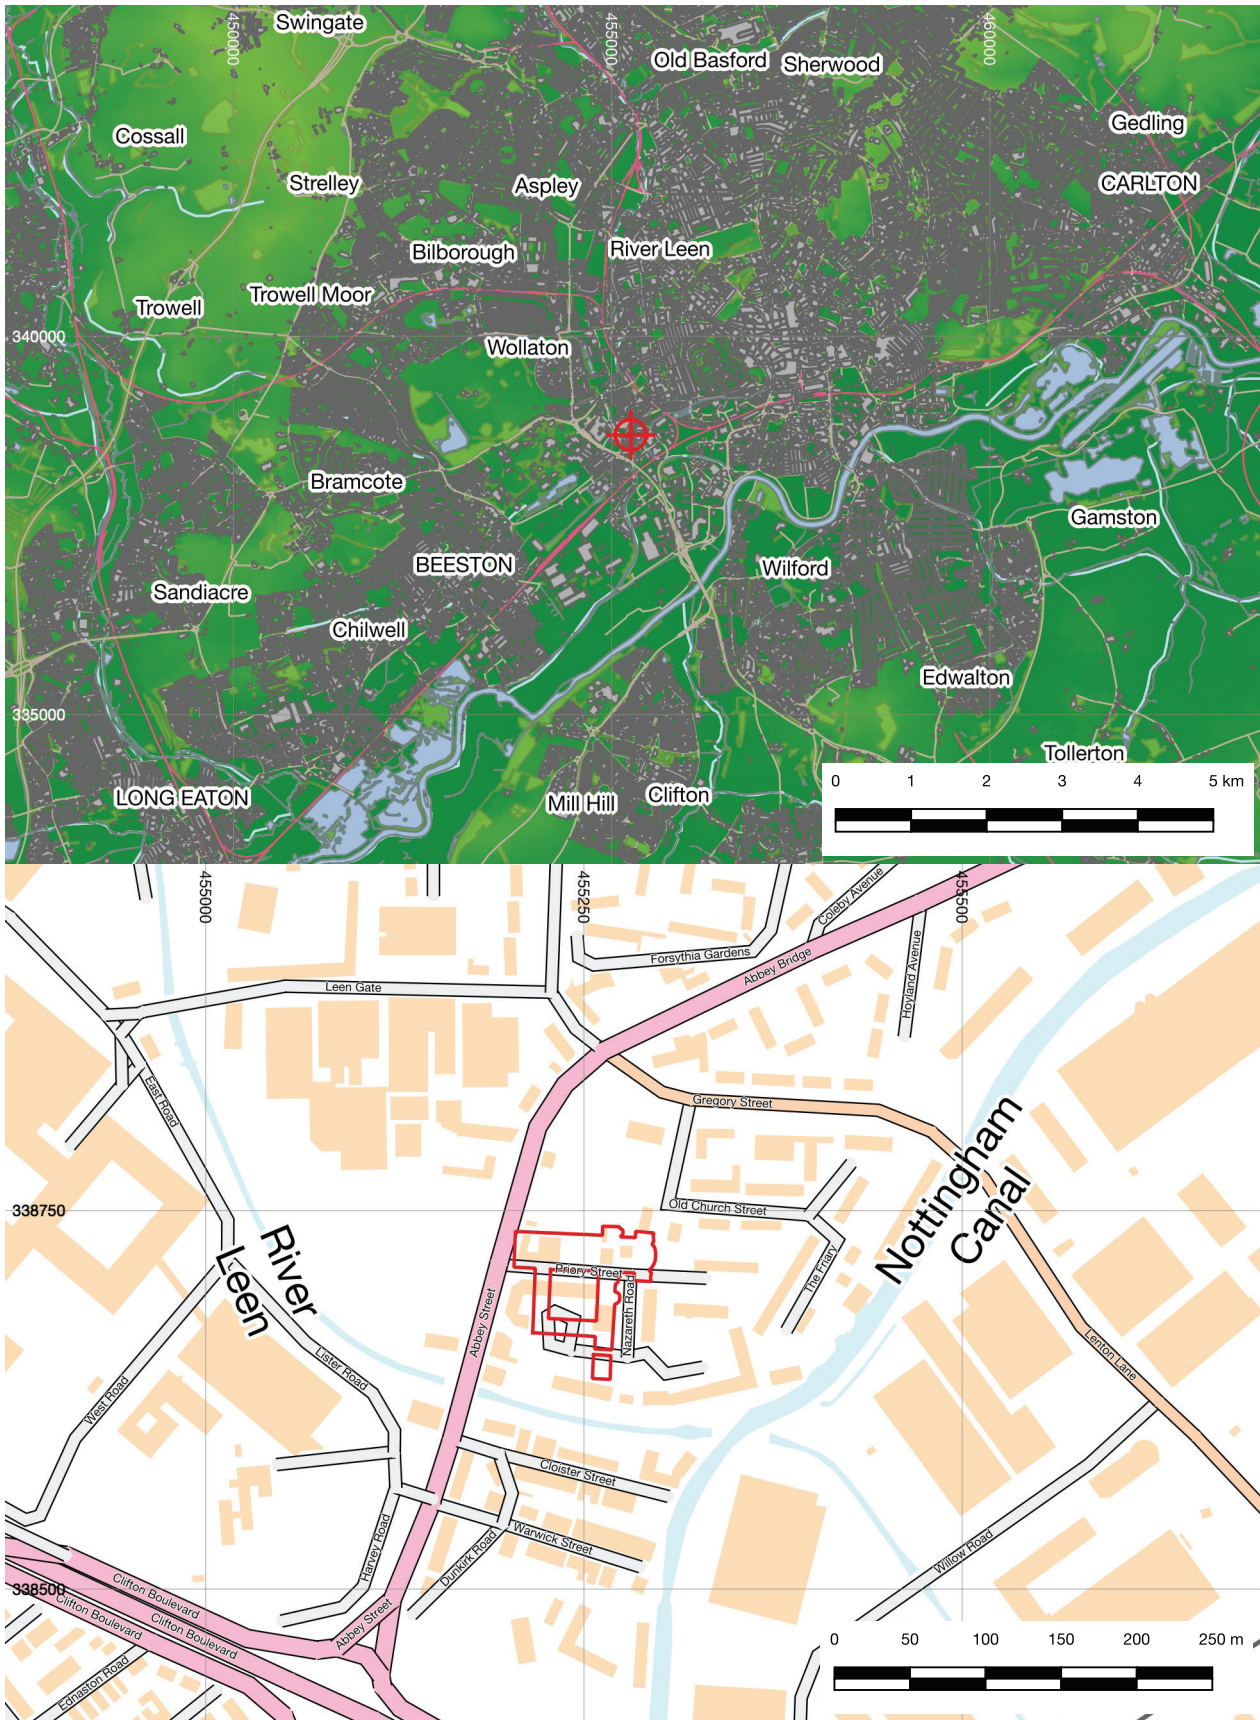 Swingate
450000
455000
460000
Old Basford
Sherwood
Cossall
Gedling
Strelley
Aspley
CARLTON
Bilborough
River Leen
Trowell Moor
Trowell
340000
Wollaton
Bramcote
Gamston
BEESTON
Wilford
Sandiacre
Chilwell
Edwalton
335000
Tollerton
LONG EATON
Mill Hill
Clifton
0 1 2 3 4 5 km
455000
455250
455500
Coleby Avenue
Forsythia Gardens
Abbey Bridge
Hoyland Avenue
Leen Gate
East Road
Gregory Street
Nottingham
Canal
338750
Old Church Street
River
Leen
Priory Street
The Friary
Nazareth Road
Abbey Street
Lenton Lane
Lister Road
West Road
Cloister Street
Warwick Street
Harvey Road
Dunkirk Road
Willow Road
338500
Clifton Boulevard
Clifton Boulevard
Clifton Boulevard
Abbey Street
Ednaston Road
0 50 100 150 200 250 m